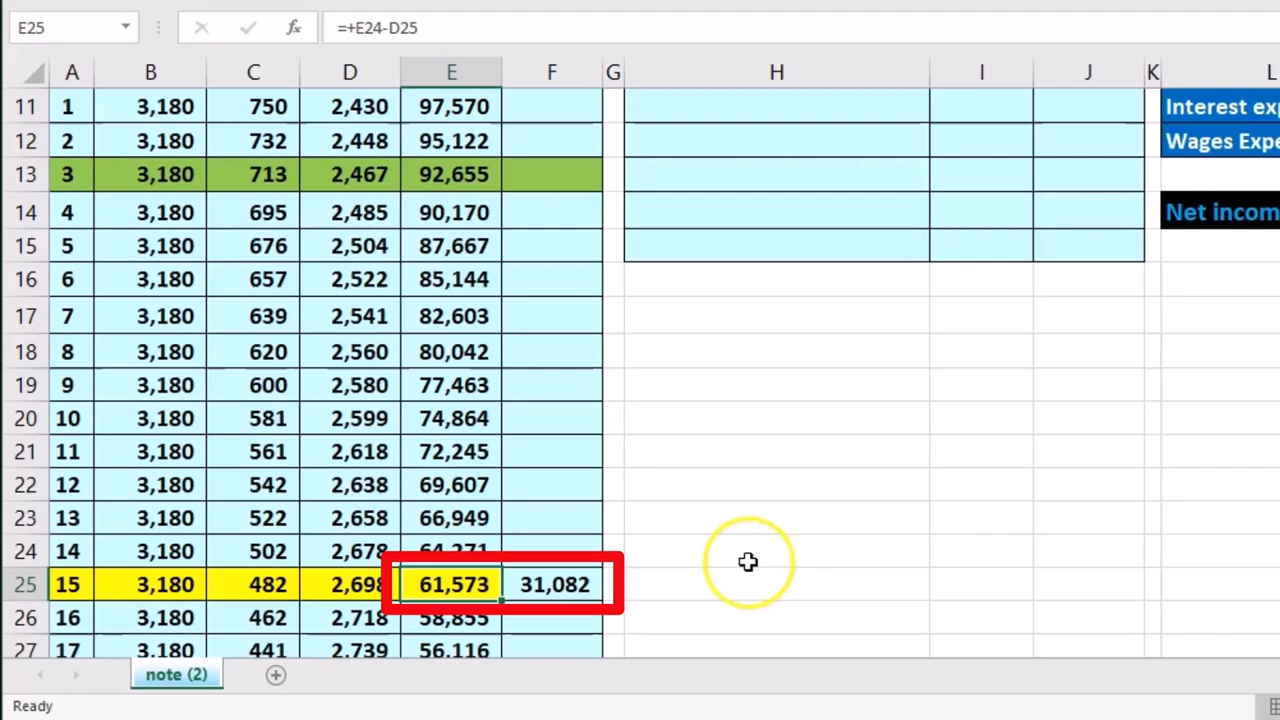 E25 fx =+E24-D25
A B C D E F G H I J K L
11 1 3,180 750 2,430 97,570 Interest exp
12 2 3,180 732 2,448 95,122 Wages Expe
13 3 3,180 713 2,467 92,655
14 4 3,180 695 2,485 90,170 Net incom
15 5 3,180 676 2,504 87,667
16 6 3,180 657 2,522 85,144
17 7 3,180 639 2,541 82,603
18 8 3,180 620 2,560 80,042
19 9 3,180 600 2,580 77,463
20 10 3,180 581 2,599 74,864
21 11 3,180 561 2,618 72,245
22 12 3,180 542 2,638 69,607
23 13 3,180 522 2,658 66,949
24 14 3,180 502 2,678 64,271
25 15 3,180 482 2,698 61,573 31,082
26 16 3,180 462 2,718 58,855
27 17 3,180 441 2,739 56,116
note (2)
Ready